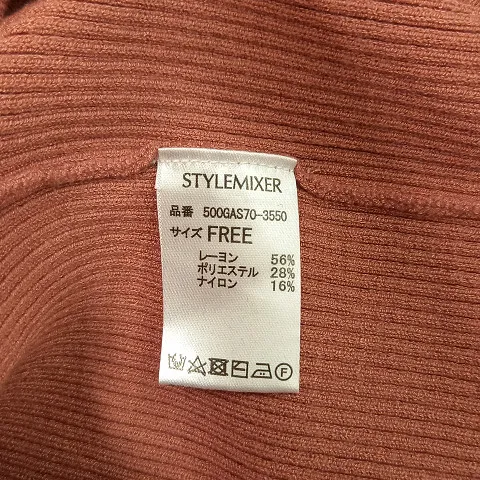 STYLEMIXER
品番 500GAS70-3550
サイズ FREE
レーヨン 56%
ポリエステル 28%
ナイロン 16%
F